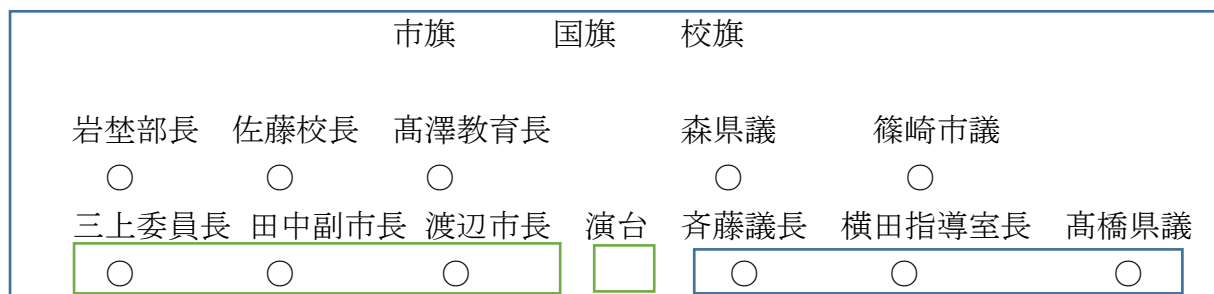 市旗 国旗 校旗
岩埜部長 佐藤校長 髙澤教育長 森県議 篠崎市議
○ ○ ○ ○ ○
三上委員長 田中副市長 渡辺市長 演台 斉藤議長 横田指導室長 髙橋県議
○ ○ ○ ○ ○ ○